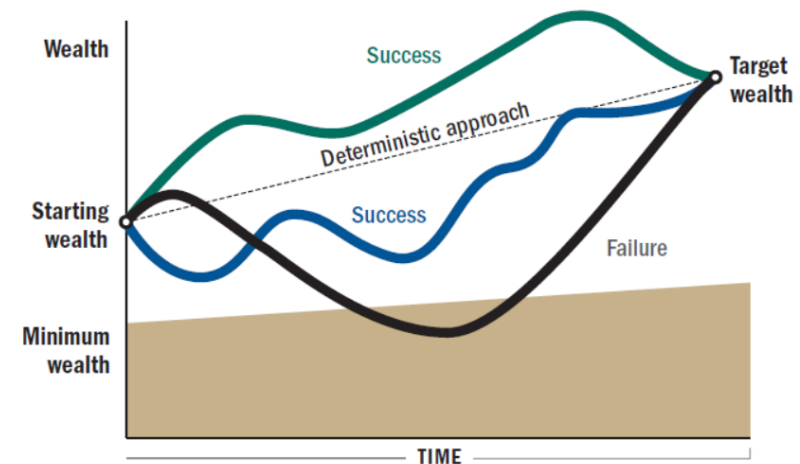 Wealth
Success
Target
wealth
Deterministic approach
Starting
wealth
Success
Failure
Minimum
wealth
TIME